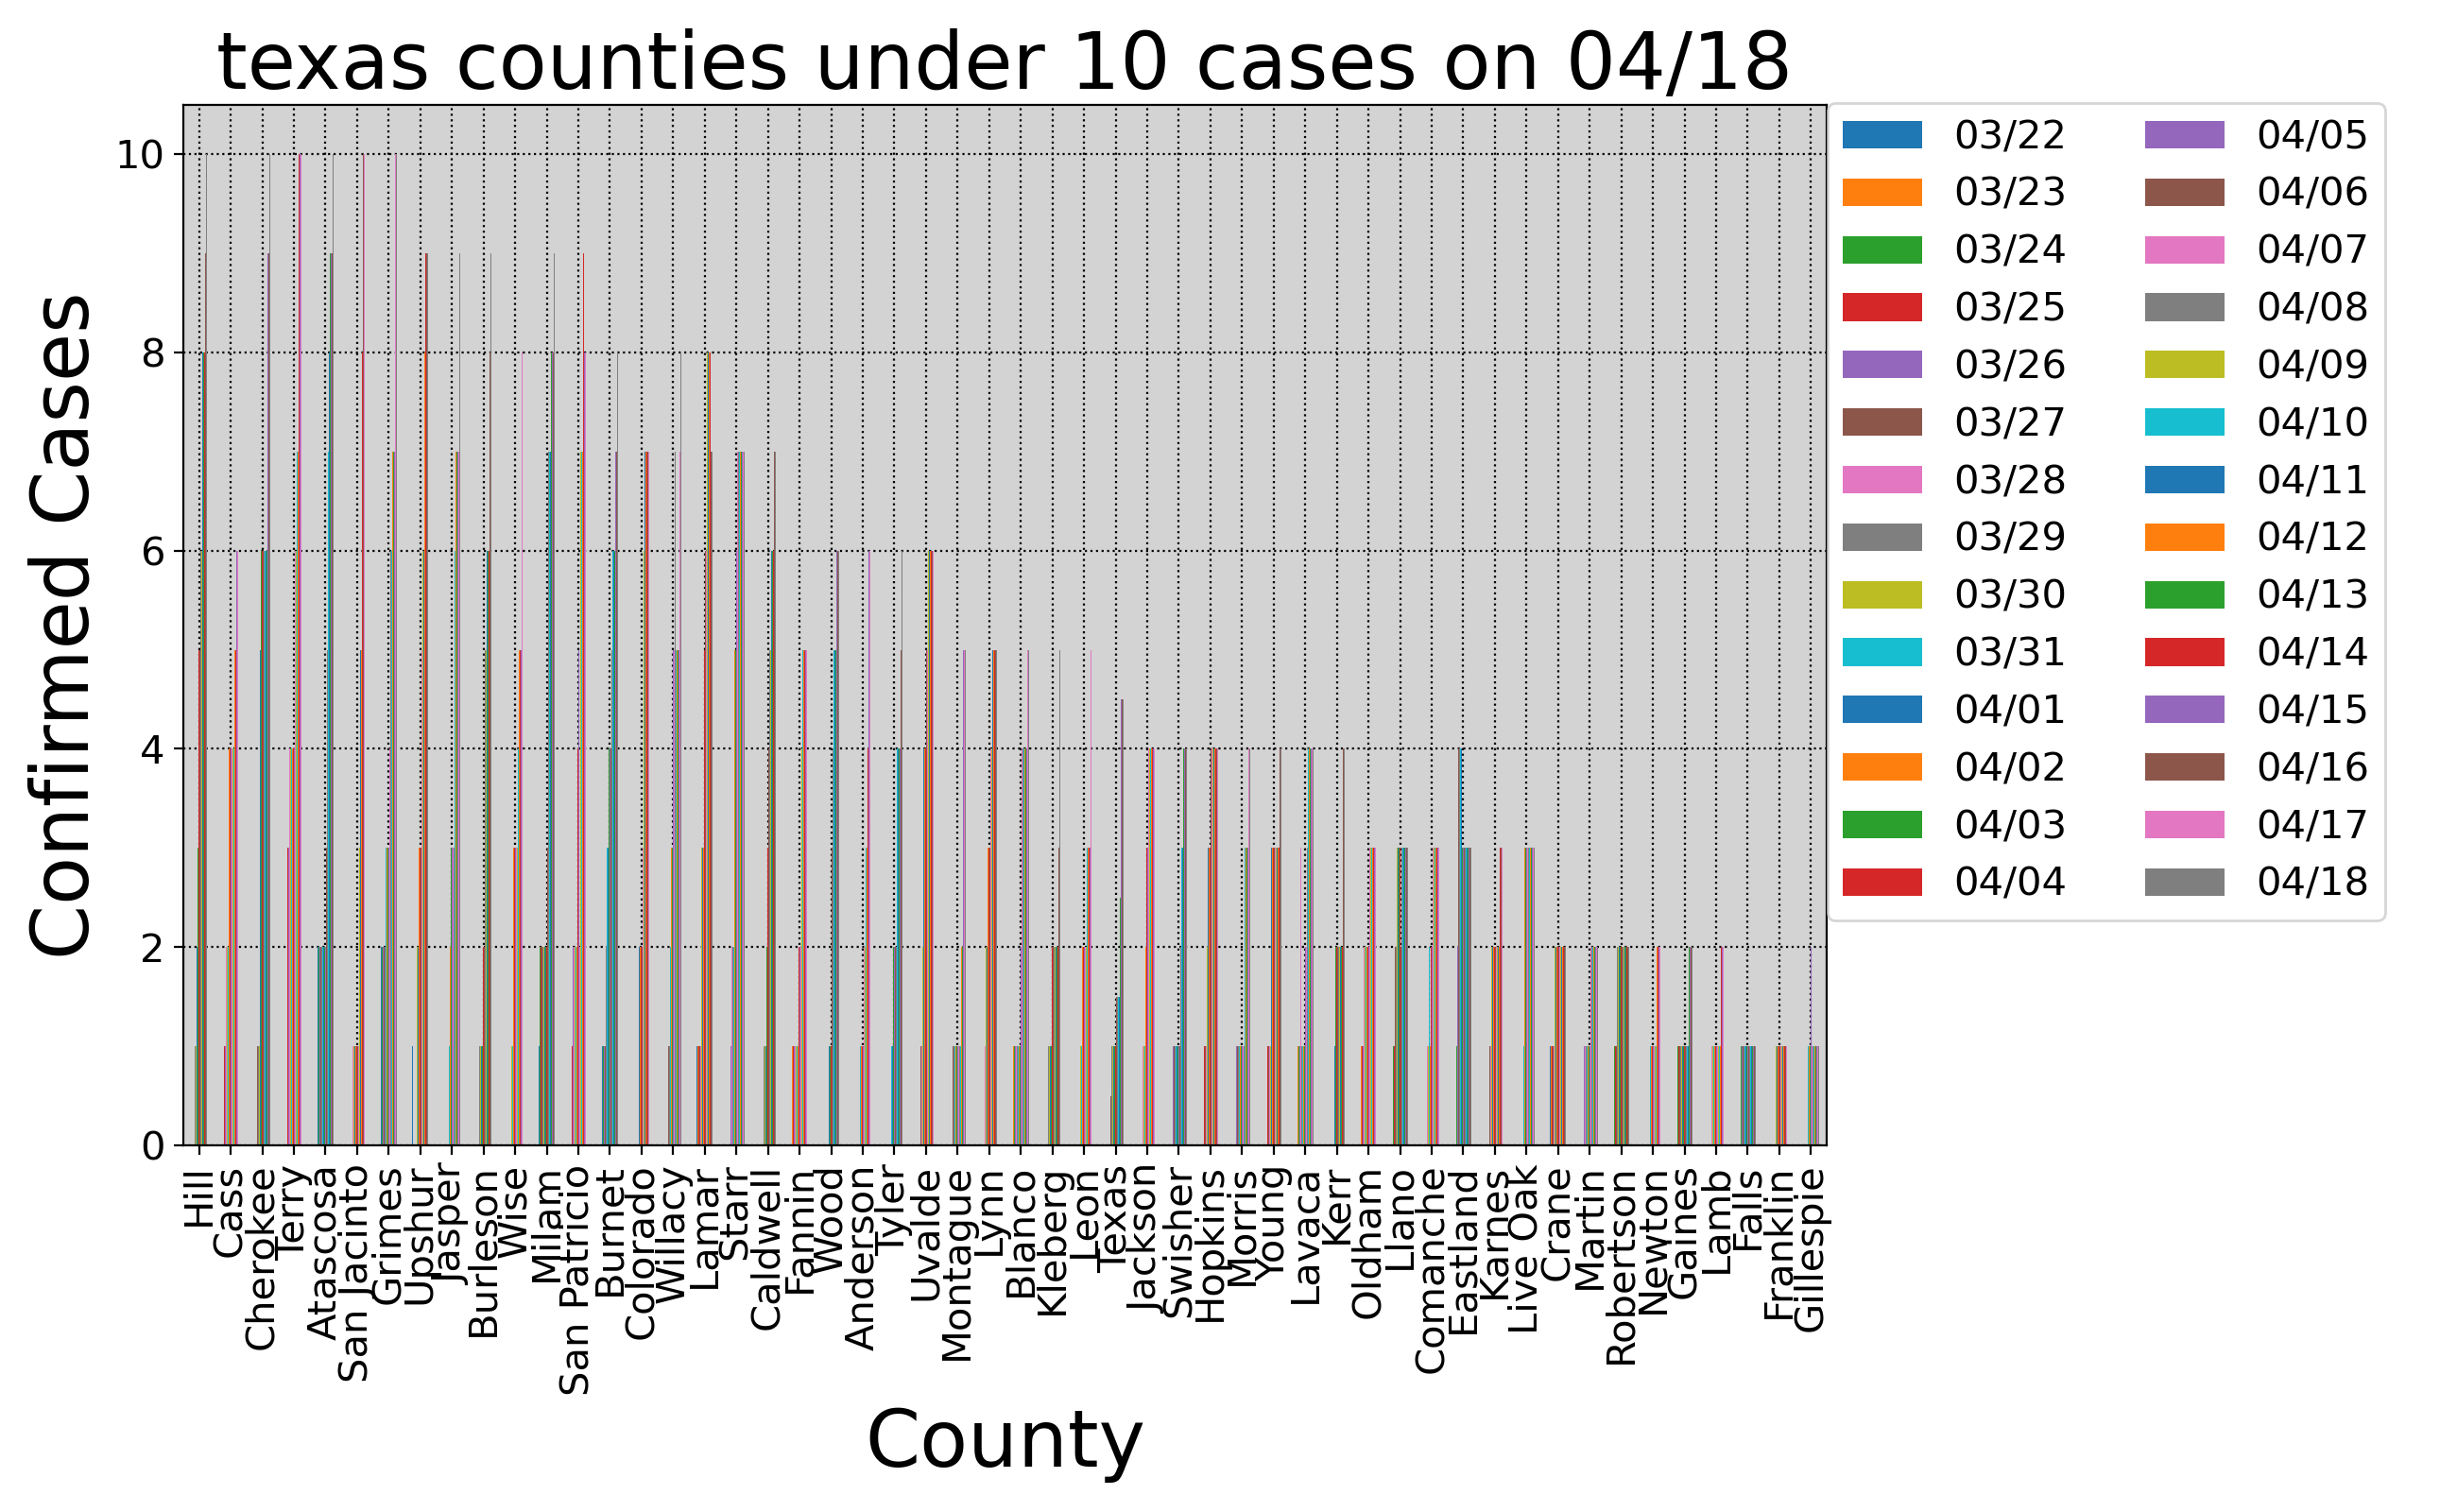 texas counties under 10 cases on 04/18
Confirmed Cases
10
8
6
4
2
0
03/22
03/23
03/24
03/25
03/26
03/27
03/28
03/29
03/30
03/31
04/01
04/02
04/03
04/04
04/05
04/06
04/07
04/08
04/09
04/10
04/11
04/12
04/13
04/14
04/15
04/16
04/17
04/18
Hill
Cass
Cherokee
Terry
Atascosa
San Jacinto
Grimes
Upshur
Jasper
Burleson
Wise
Milam
San Patricio
Burnet
Colorado
Willacy
Lamar
Starr
Caldwell
Fannin
Wood
Anderson
Tyler
Uvalde
Montague
Lynn
Blanco
Kleberg
Leon
Texas
Jackson
Swisher
Hopkins
Morris
Young
Lavaca
Kerr
Oldham
Llano
Comanche
Eastland
Karnes
Live Oak
Crane
Martin
Robertson
Newton
Gaines
Lamb
Falls
Franklin
Gillespie
County